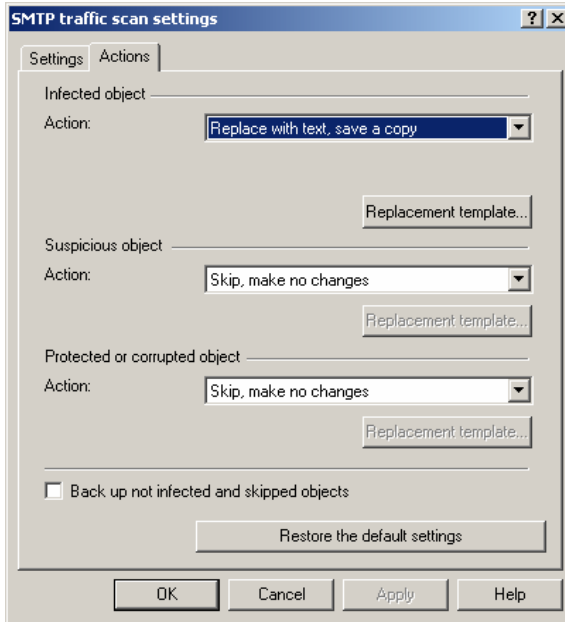 SMTP traffic scan settings
Settings
Actions
Infected object
Action:
Replace with text, save a copy
Replacement template...
Suspicious object
Action:
Skip, make no changes
Replacement template...
Protected or corrupted object
Action:
Skip, make no changes
Replacement template...
Back up not infected and skipped objects
Restore the default settings
OK
Cancel
Apply
Help